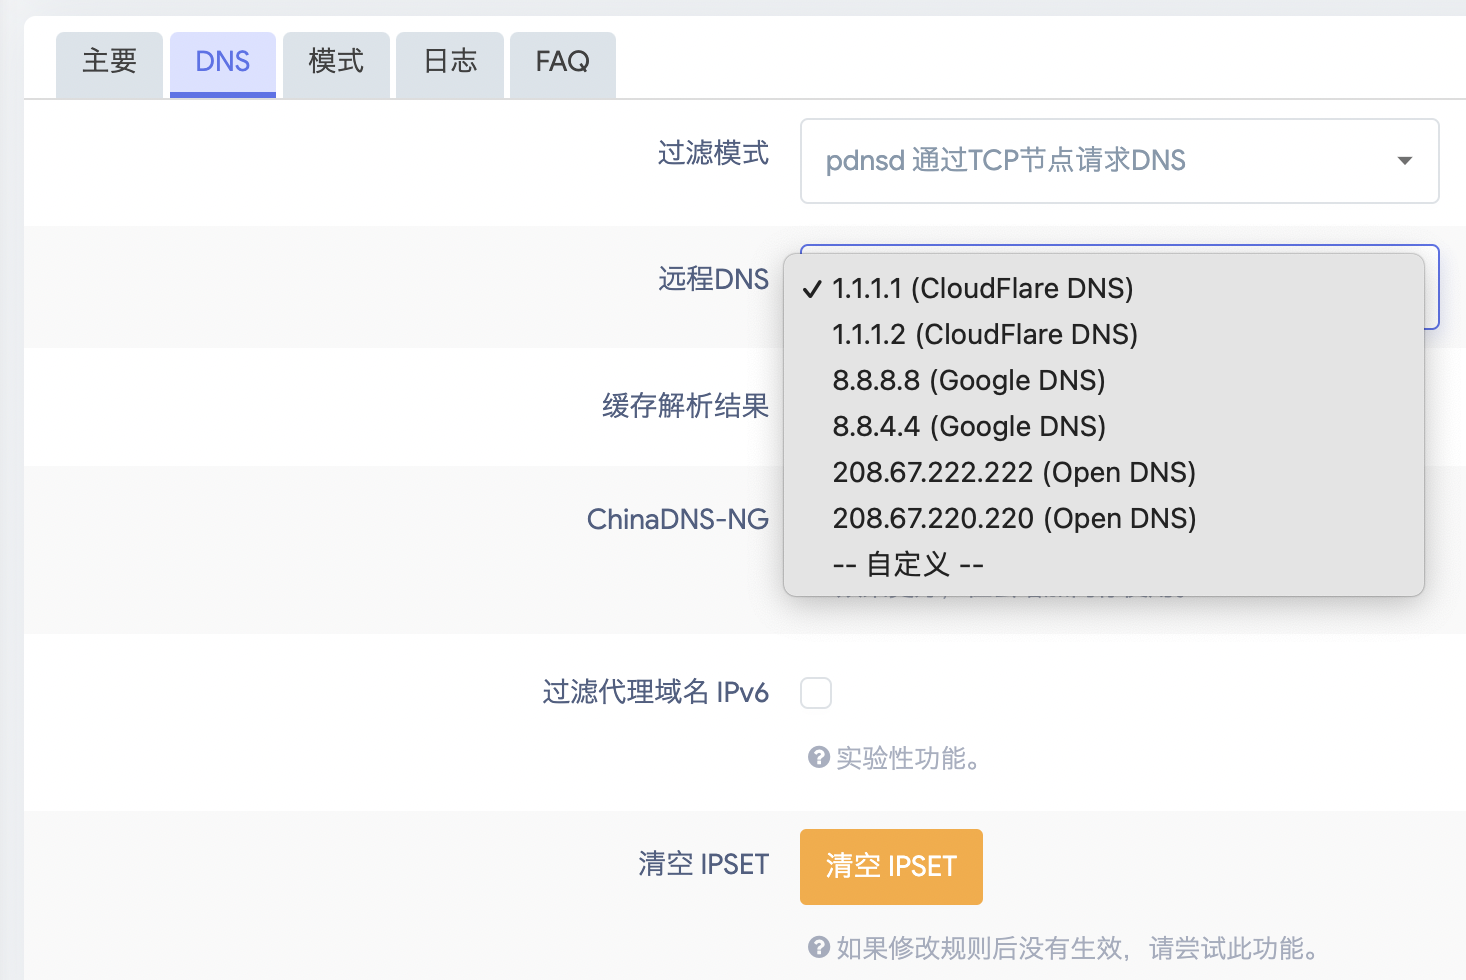 主要
DNS
模式
日志
FAQ
过滤模式
pdnsd 通过TCP节点请求DNS
远程DNS
✓ 1.1.1.1 (CloudFlare DNS)
1.1.1.2 (CloudFlare DNS)
8.8.8.8 (Google DNS)
8.8.4.4 (Google DNS)
208.67.222.222 (Open DNS)
208.67.220.220 (Open DNS)
-- 自定义 --
缓存解析结果
ChinaDNS-NG
过滤代理域名 IPv6
实验性功能。
清空 IPSET
清空 IPSET
如果修改规则后没有生效，请尝试此功能。